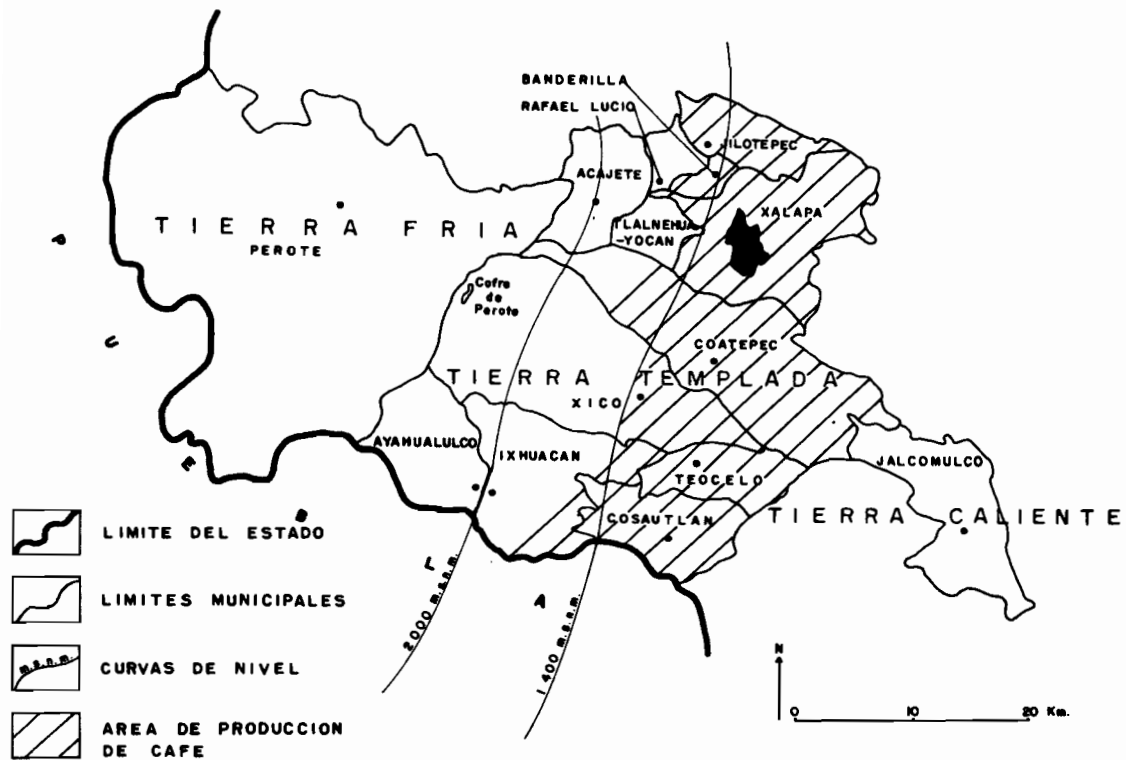 BANDERILLA
RAFAEL LUCIO
JILOTEPEC
ACAJETE
XALAPA
TLALNEHUA
-YOCAN
TIERRA FRIA
PEROTE
Cofre
de
Perote
COATEPEC
TIERRA TEMPLADA
XICO
AYAHUALULCO
IXHUACAN
TEOCELO
JALCOMULCO
COSAUTLAN
TIERRA CALIENTE
PUEBLA
2000 m.s.n.m.
1400 m.s.n.m.
LIMITE DEL ESTADO
LIMITES MUNICIPALES
m.s.n.m.
CURVAS DE NIVEL
AREA DE PRODUCCION
DE CAFE
N
0 10 20 Km.